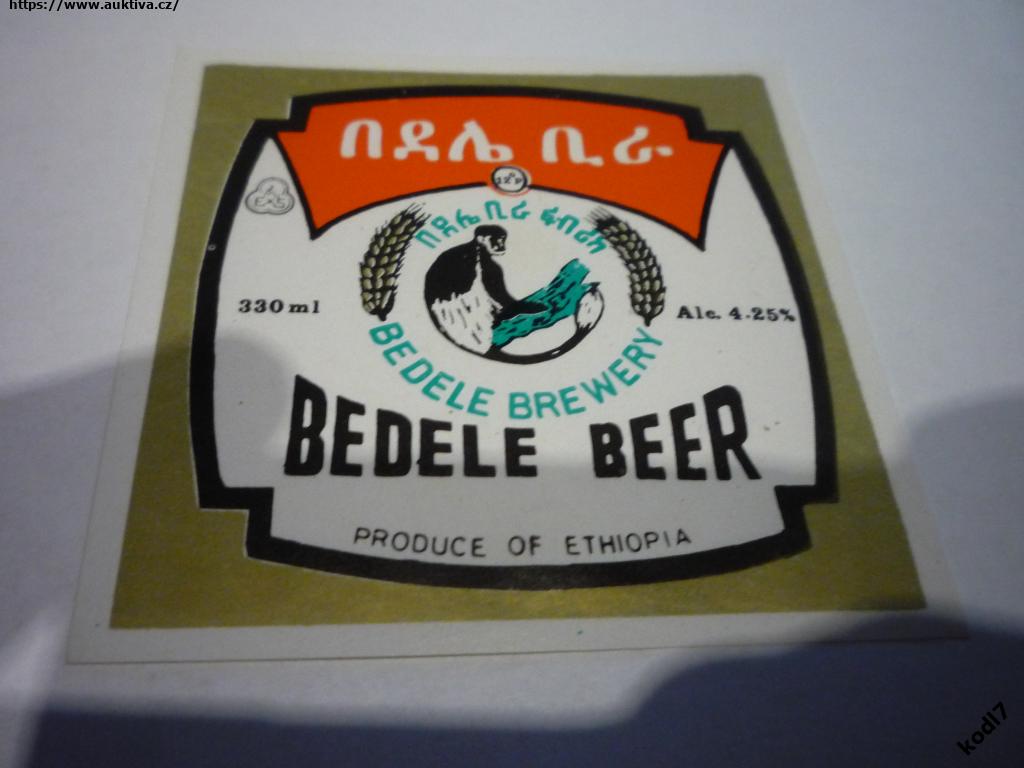 https://www.auktiva.cz/
በደሌ ቢራ
12°P
በደሌ ቢራ ፋብሪካ
330 ml
Alc. 4.25%
BEDELE BREWERY
BEDELE BEER
PRODUCE OF ETHIOPIA
kodl7